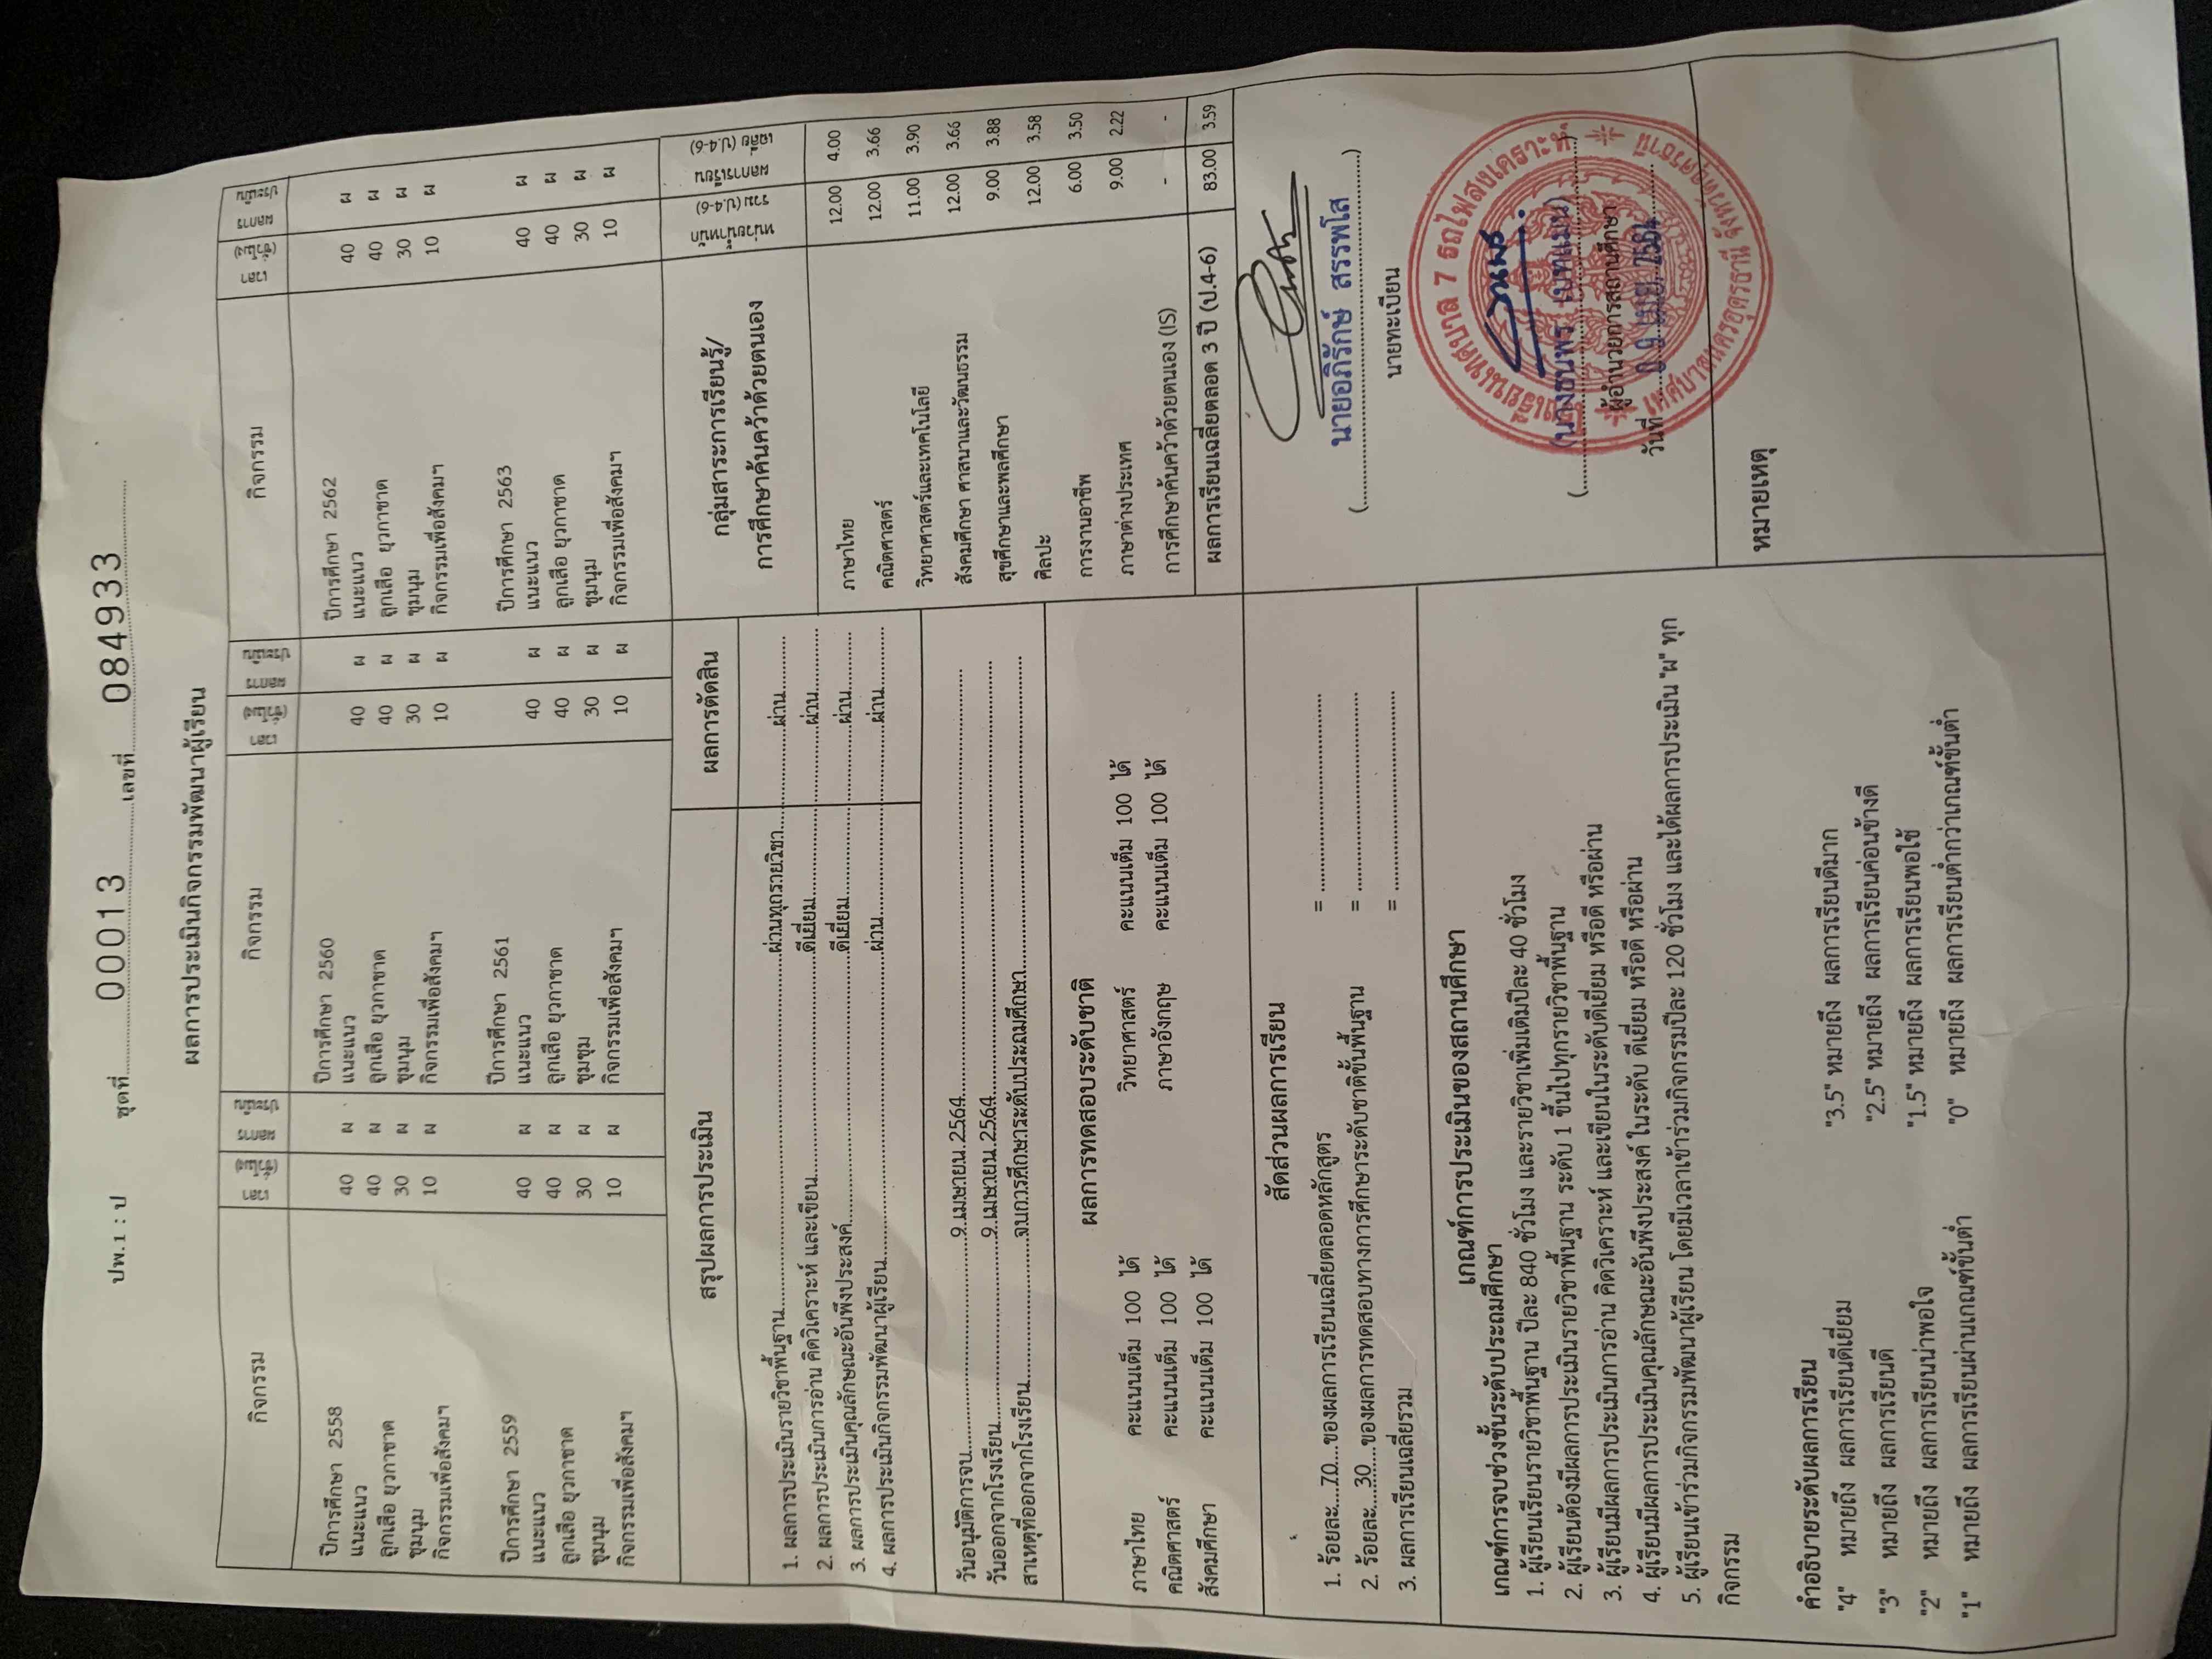 ปพ.1 : ป ชุดที่ 00013 เลขที่ 084933
ผลการประเมินกิจกรรมพัฒนาผู้เรียน
กิจกรรม เวลา (ชั่วโมง) ผลการประเมิน กิจกรรม เวลา (ชั่วโมง) ผลการประเมิน กิจกรรม เวลา (ชั่วโมง) ผลการประเมิน
ปีการศึกษา 2558 ปีการศึกษา 2560 ปีการศึกษา 2562
แนะแนว 40 ผ แนะแนว 40 ผ แนะแนว 40 ผ
ลูกเสือ ยุวกาชาด 40 ผ ลูกเสือ ยุวกาชาด 40 ผ ลูกเสือ ยุวกาชาด 40 ผ
ชุมนุม 30 ผ ชุมนุม 30 ผ ชุมนุม 30 ผ
กิจกรรมเพื่อสังคมฯ 10 ผ กิจกรรมเพื่อสังคมฯ 10 ผ กิจกรรมเพื่อสังคมฯ 10 ผ
ปีการศึกษา 2559 ปีการศึกษา 2561 ปีการศึกษา 2563
แนะแนว 40 ผ แนะแนว 40 ผ แนะแนว 40 ผ
ลูกเสือ ยุวกาชาด 40 ผ ลูกเสือ ยุวกาชาด 40 ผ ลูกเสือ ยุวกาชาด 40 ผ
ชุมนุม 30 ผ ชุมชุม 30 ผ ชุมนุม 30 ผ
กิจกรรมเพื่อสังคมฯ 10 ผ กิจกรรมเพื่อสังคมฯ 10 ผ กิจกรรมเพื่อสังคมฯ 10 ผ
สรุปผลการประเมิน ผลการตัดสิน
1. ผลการประเมินรายวิชาพื้นฐาน ผ่านทุกรายวิชา ผ่าน
2. ผลการประเมินการอ่าน คิดวิเคราะห์ และเขียน ดีเยี่ยม ผ่าน
3. ผลการประเมินคุณลักษณะอันพึงประสงค์ ดีเยี่ยม ผ่าน
4. ผลการประเมินกิจกรรมพัฒนาผู้เรียน ผ่าน ผ่าน
วันอนุมัติการจบ 9 เมษายน 2564
วันออกจากโรงเรียน 9 เมษายน 2564
สาเหตุที่ออกจากโรงเรียน จบการศึกษาระดับประถมศึกษา
ผลการทดสอบระดับชาติ
ภาษาไทย คะแนนเต็ม 100 ได้ วิทยาศาสตร์ คะแนนเต็ม 100 ได้
คณิตศาสตร์ คะแนนเต็ม 100 ได้ ภาษาอังกฤษ คะแนนเต็ม 100 ได้
สังคมศึกษา คะแนนเต็ม 100 ได้
กลุ่มสาระการเรียนรู้/
การศึกษาค้นคว้าด้วยตนเอง
หน่วยน้ำหนัก รวม (ป.4-6) ผลการเรียน เฉลี่ย (ป.4-6)
ภาษาไทย 12.00 4.00
คณิตศาสตร์ 12.00 3.66
วิทยาศาสตร์และเทคโนโลยี 11.00 3.90
สังคมศึกษา ศาสนาและวัฒนธรรม 12.00 3.66
สุขศึกษาและพลศึกษา 9.00 3.88
ศิลปะ 12.00 3.58
การงานอาชีพ 6.00 3.50
ภาษาต่างประเทศ 9.00 2.22
การศึกษาค้นคว้าด้วยตนเอง (IS) - -
ผลการเรียนเฉลี่ยตลอด 3 ปี (ป.4-6) 83.00 3.59
สัดส่วนผลการเรียน
1. ร้อยละ 70 ของผลการเรียนเฉลี่ยตลอดหลักสูตร =
2. ร้อยละ 30 ของผลการทดสอบทางการศึกษาระดับชาติขั้นพื้นฐาน =
3. ผลการเรียนเฉลี่ยรวม =
นายอภิรักษ์ สรรพโส
นายทะเบียน
โรงเรียนเทศบาล 7 รถไฟสงเคราะห์
เทศบาลนครอุดรธานี จังหวัดอุดรธานี
ผู้อำนวยการสถานศึกษา
วันที่ 0 9 เม.ย. 2564
เกณฑ์การประเมินของสถานศึกษา
เกณฑ์การจบช่วงชั้นระดับประถมศึกษา
1. ผู้เรียนเรียนรายวิชาพื้นฐาน ปีละ 840 ชั่วโมง และรายวิชาเพิ่มเติมปีละ 40 ชั่วโมง
2. ผู้เรียนต้องมีผลการประเมินรายวิชาพื้นฐาน ระดับ 1 ขึ้นไปทุกรายวิชาพื้นฐาน
3. ผู้เรียนมีผลการประเมินการอ่าน คิดวิเคราะห์ และเขียนในระดับดีเยี่ยม หรือดี หรือผ่าน
4. ผู้เรียนมีผลการประเมินคุณลักษณะอันพึงประสงค์ ในระดับ ดีเยี่ยม หรือดี หรือผ่าน
5. ผู้เรียนเข้าร่วมกิจกรรมพัฒนาผู้เรียน โดยมีเวลาเข้าร่วมกิจกรรมปีละ 120 ชั่วโมง และได้ผลการประเมิน "ผ" ทุก
กิจกรรม
คำอธิบายระดับผลการเรียน
"4" หมายถึง ผลการเรียนดีเยี่ยม "3.5" หมายถึง ผลการเรียนดีมาก
"3" หมายถึง ผลการเรียนดี "2.5" หมายถึง ผลการเรียนค่อนข้างดี
"2" หมายถึง ผลการเรียนน่าพอใจ "1.5" หมายถึง ผลการเรียนพอใช้
"1" หมายถึง ผลการเรียนผ่านเกณฑ์ขั้นต่ำ "0" หมายถึง ผลการเรียนต่ำกว่าเกณฑ์ขั้นต่ำ
หมายเหตุ